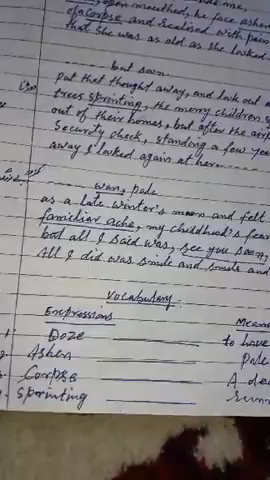 open mouthed, he face ashen
of a corpse and realised with pain
that she was as old as she looked
but soon
Put that thought away, and look out
trees sprinting, the merry children
out of their homes, but after the
security check, standing a few
away I looked again at here
wan, pale
as a late winter's moon and felt
familiar ache, my childhood's fear
but all I said was, see you soon,
all I did was smile and smile and
Vocabulary
Expressions Means
Doze to have
Ashen Pale
Corpse A de
Sprinting runn